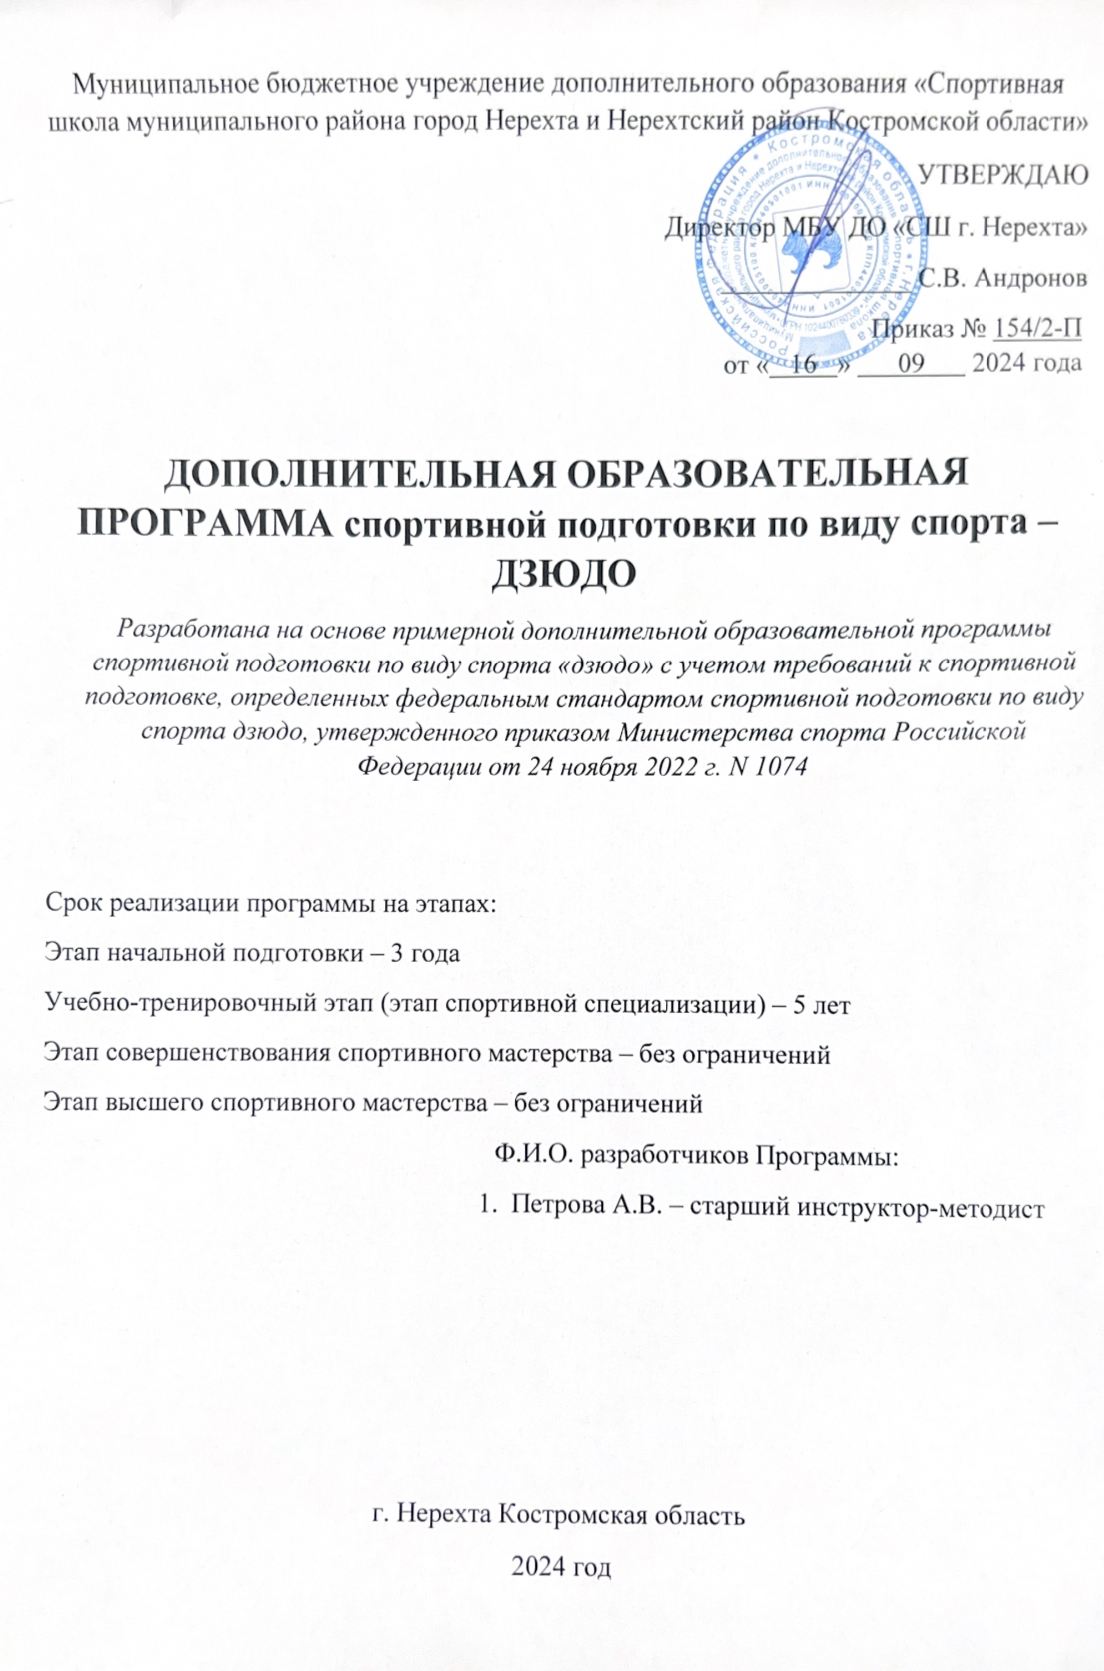 Муниципальное бюджетное учреждение дополнительного образования «Спортивная
школа муниципального района город Нерехта и Нерехтский район Костромской области»
УТВЕРЖДАЮ
Директор МБУ ДО «СШ г. Нерехта»
С.В. Андронов
Приказ № 154/2-П
от «16» 09 2024 года
ДОПОЛНИТЕЛЬНАЯ ОБРАЗОВАТЕЛЬНАЯ
ПРОГРАММА спортивной подготовки по виду спорта –
ДЗЮДО
Разработана на основе примерной дополнительной образовательной программы
спортивной подготовки по виду спорта «дзюдо» с учетом требований к спортивной
подготовке, определенных федеральным стандартом спортивной подготовки по виду
спорта дзюдо, утвержденного приказом Министерства спорта Российской
Федерации от 24 ноября 2022 г. N 1074
Срок реализации программы на этапах:
Этап начальной подготовки – 3 года
Учебно-тренировочный этап (этап спортивной специализации) – 5 лет
Этап совершенствования спортивного мастерства – без ограничений
Этап высшего спортивного мастерства – без ограничений
Ф.И.О. разработчиков Программы:
1. Петрова А.В. – старший инструктор-методист
г. Нерехта Костромская область
2024 год